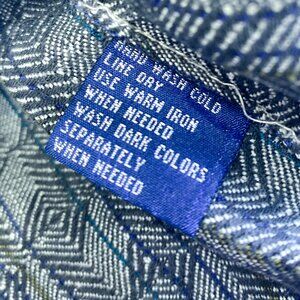 HAND WASH COLD
LINE DRY
USE WARM IRON
WHEN NEEDED
WASH DARK COLORS
SEPARATELY
WHEN NEEDED